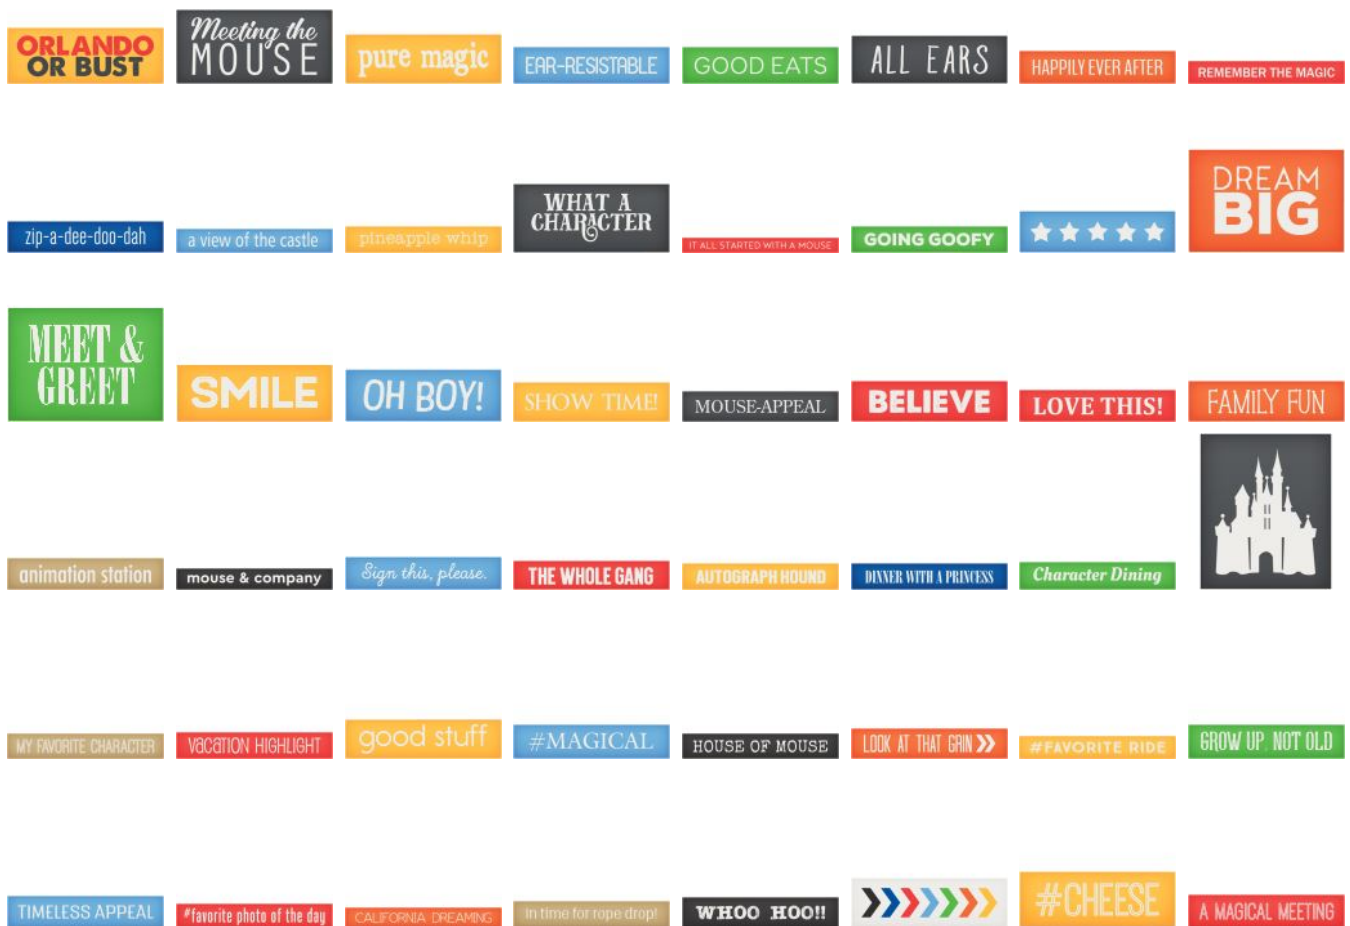 ORLANDO
OR BUST
Meeting the
MOUSE
pure magic
EAR-RESISTABLE
GOOD EATS
ALL EARS
HAPPILY EVER AFTER
REMEMBER THE MAGIC
zip-a-dee-doo-dah
a view of the castle
pineapple whip
WHAT A
CHARACTER
IT ALL STARTED WITH A MOUSE
GOING GOOFY
DREAM
BIG
MEET &
GREET
SMILE
OH BOY!
SHOW TIME!
MOUSE-APPEAL
BELIEVE
LOVE THIS!
FAMILY FUN
animation station
mouse & company
Sign this, please.
THE WHOLE GANG
AUTOGRAPH HOUND
DINNER WITH A PRINCESS
Character Dining
MY FAVORITE CHARACTER
VaCaTION HIGHLIGHT
good stuff
#MAGICAL
HOUSE OF MOUSE
LOOK AT THAT GRIN
#FAVORITE RIDE
GROW UP, NOT OLD
TIMELESS APPEAL
#favorite photo of the day
CALIFORNIA DREAMING
in time for rope drop!
WHOO HOO!!
#CHEESE
A MAGICAL MEETING